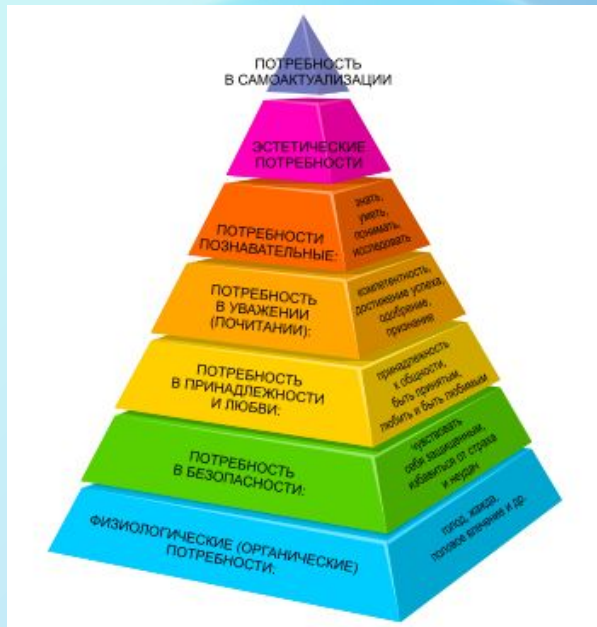 ПОТРЕБНОСТЬ
В САМОАКТУАЛИЗАЦИИ
ЭСТЕТИЧЕСКИЕ
ПОТРЕБНОСТИ
ПОТРЕБНОСТИ
ПОЗНАВАТЕЛЬНЫЕ:
знать,
уметь,
понимать,
исследовать
ПОТРЕБНОСТЬ
В УВАЖЕНИИ
(ПОЧИТАНИИ):
компетентность,
достижение успеха,
одобрение,
признание
ПОТРЕБНОСТЬ
В ПРИНАДЛЕЖНОСТИ
И ЛЮБВИ:
принадлежность
к общности,
быть принятым,
любить и быть любимым
ПОТРЕБНОСТЬ
В БЕЗОПАСНОСТИ:
чувствовать
себя защищенным,
избавиться от страха
и неудач
ФИЗИОЛОГИЧЕСКИЕ (ОРГАНИЧЕСКИЕ)
ПОТРЕБНОСТИ:
голод, жажда,
половое влечение и др.